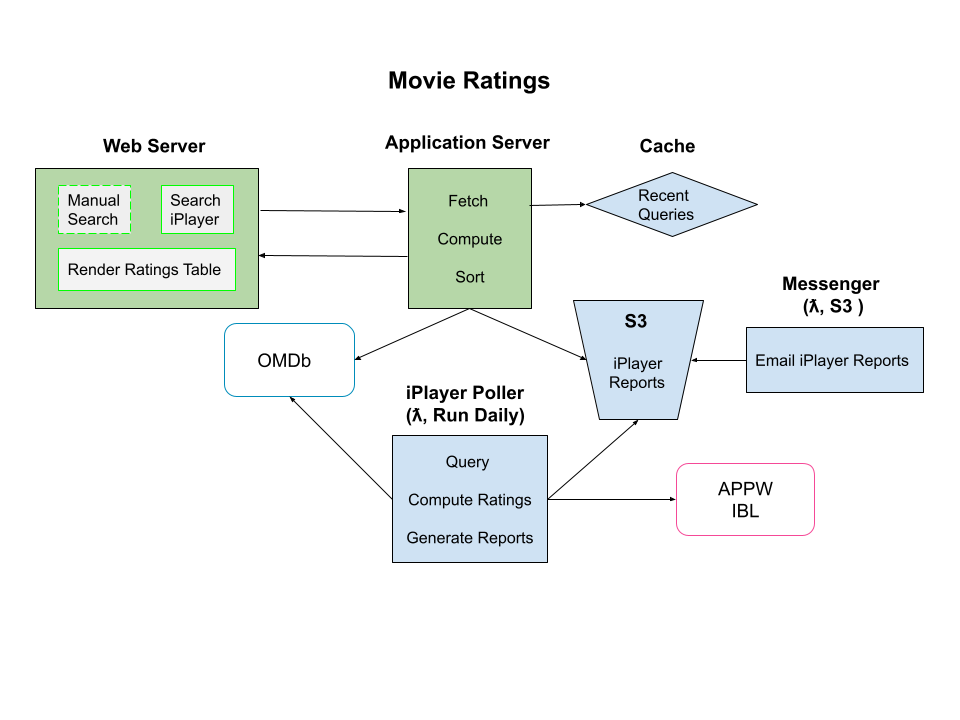 Movie Ratings
Web Server
Application Server
Cache
Manual
Search
Search
iPlayer
Render Ratings Table
Fetch
Compute
Sort
Recent
Queries
Messenger
(ƛ, S3 )
S3
iPlayer
Reports
Email iPlayer Reports
OMDb
iPlayer Poller
(ƛ, Run Daily)
Query
Compute Ratings
Generate Reports
APPW
IBL